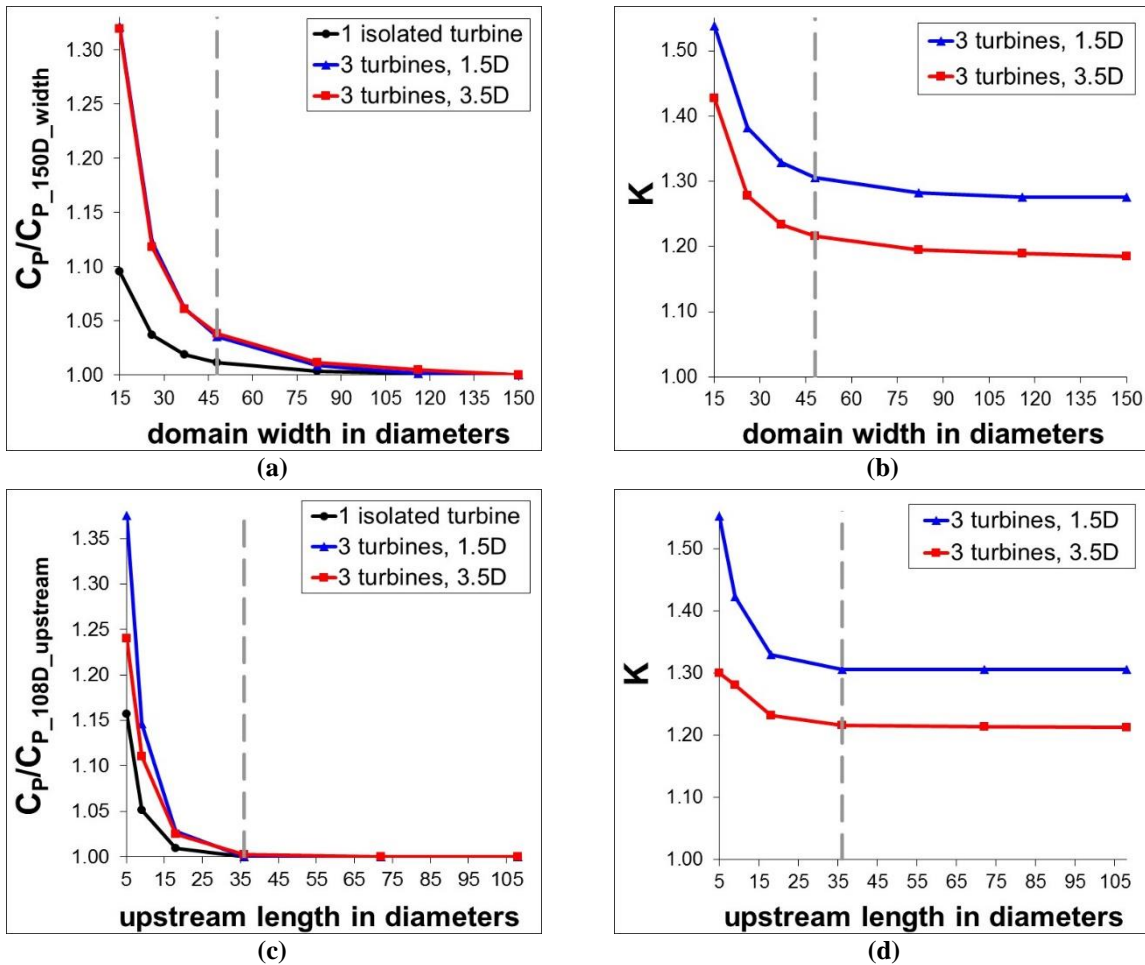 1.30
1.25
1.20
1.15
1.10
1.05
1.00
C_P/C_P_150D_width
1 isolated turbine
3 turbines, 1.5D
3 turbines, 3.5D
15 30 45 60 75 90 105 120 135 150
domain width in diameters
(a)
1.50
1.40
1.30
1.20
1.10
1.00
K
3 turbines, 1.5D
3 turbines, 3.5D
15 30 45 60 75 90 105 120 135 150
domain width in diameters
(b)
1.35
1.30
1.25
1.20
1.15
1.10
1.05
1.00
C_P/C_P_108D_upstream
1 isolated turbine
3 turbines, 1.5D
3 turbines, 3.5D
5 15 25 35 45 55 65 75 85 95 105
upstream length in diameters
(c)
1.50
1.40
1.30
1.20
1.10
1.00
K
3 turbines, 1.5D
3 turbines, 3.5D
5 15 25 35 45 55 65 75 85 95 105
upstream length in diameters
(d)